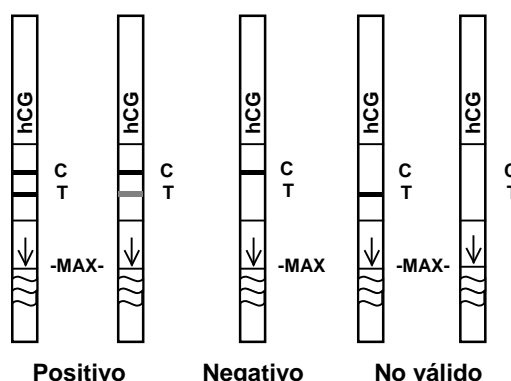 hCG hCG hCG hCG hCG
C C C C C
T T T T T
-MAX- -MAX -MAX-
Positivo Negativo No válido